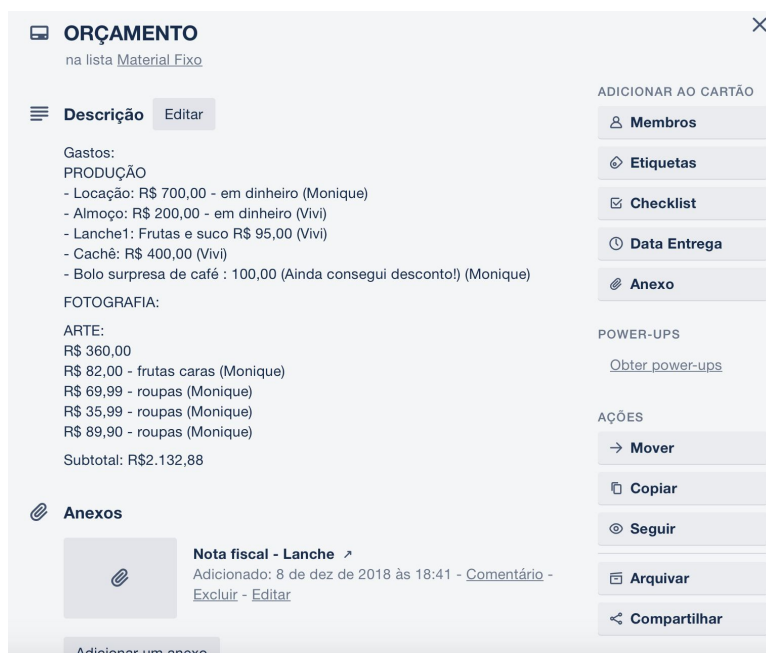 ORÇAMENTO
na lista Material Fixo
Descrição Editar
Gastos:
PRODUÇÃO
- Locação: R$ 700,00 - em dinheiro (Monique)
- Almoço: R$ 200,00 - em dinheiro (Vivi)
- Lanche1: Frutas e suco R$ 95,00 (Vivi)
- Cachê: R$ 400,00 (Vivi)
- Bolo surpresa de café : 100,00 (Ainda consegui desconto!) (Monique)
FOTOGRAFIA:
ARTE:
R$ 360,00
R$ 82,00 - frutas caras (Monique)
R$ 69,99 - roupas (Monique)
R$ 35,99 - roupas (Monique)
R$ 89,90 - roupas (Monique)
Subtotal: R$2.132,88
Anexos
Nota fiscal - Lanche ↗
Adicionado: 8 de dez de 2018 às 18:41 - Comentário -
Excluir - Editar
Adicionar um anexo
ADICIONAR AO CARTÃO
Membros
Etiquetas
Checklist
Data Entrega
Anexo
POWER-UPS
Obter power-ups
AÇÕES
Mover
Copiar
Seguir
Arquivar
Compartilhar